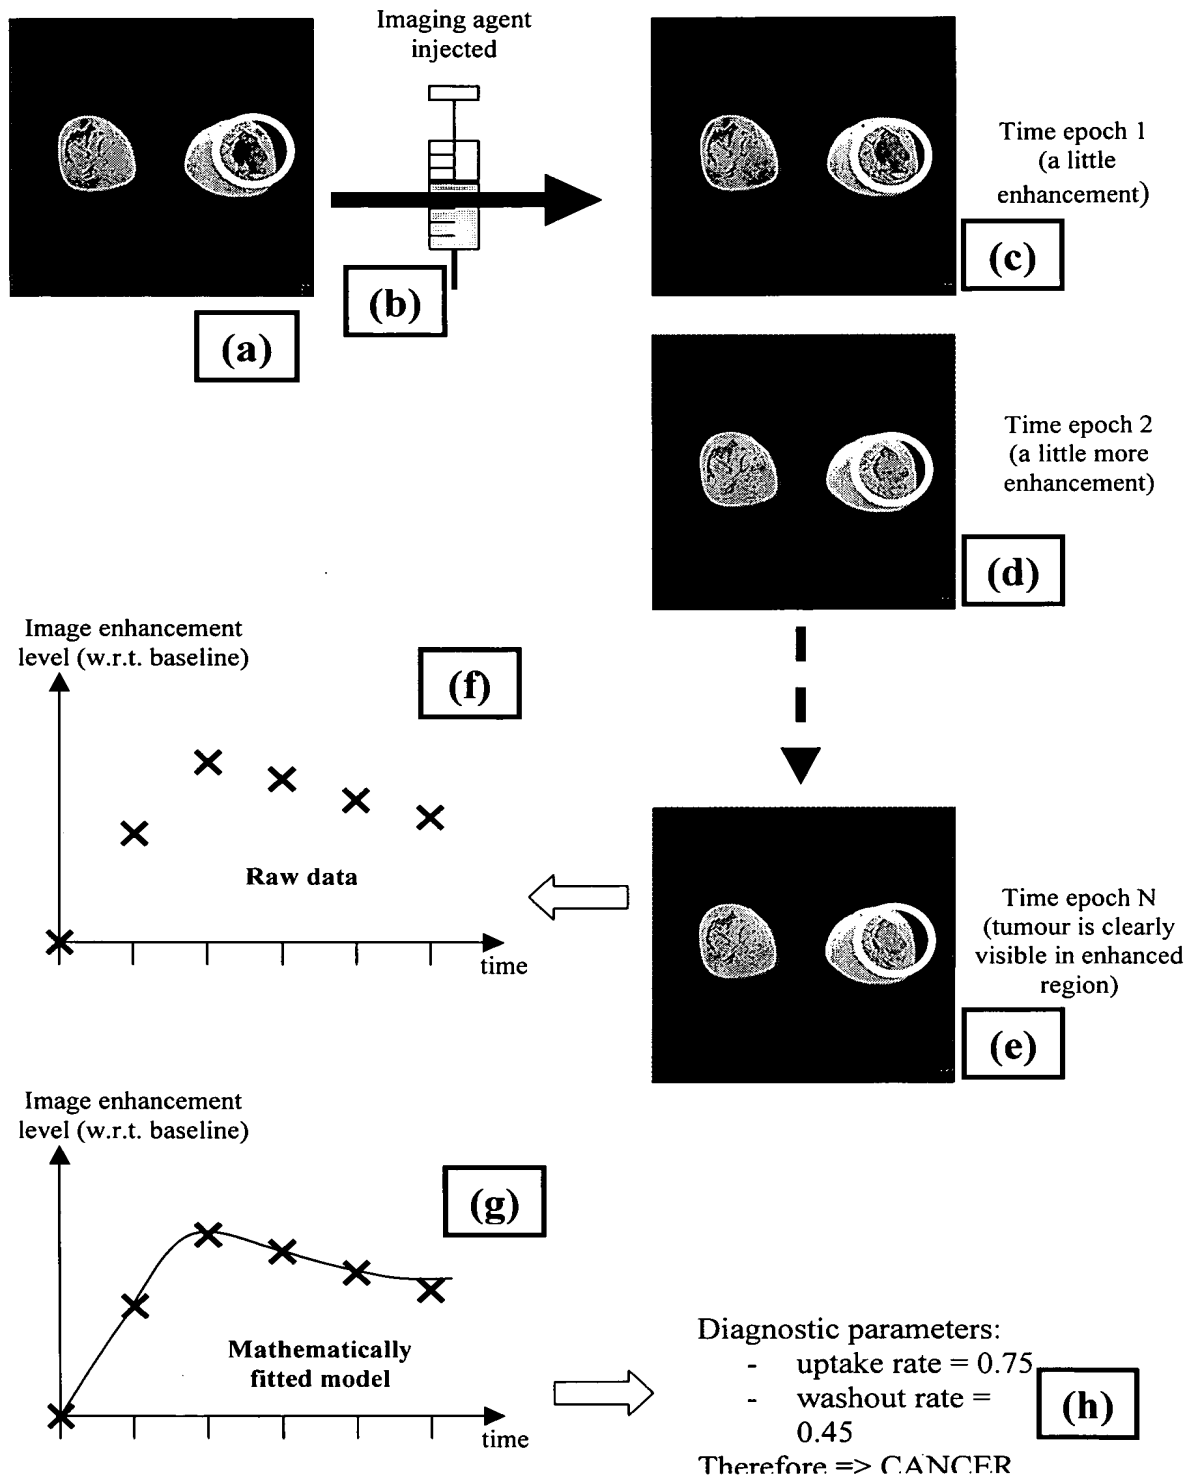 Imaging agent
injected
(a)
(b)
Time epoch 1
(a little
enhancement)
(c)
Time epoch 2
(a little more
enhancement)
(d)
Image enhancement
level (w.r.t. baseline)
(f)
Raw data
time
Time epoch N
(tumour is clearly
visible in enhanced
region)
(e)
Image enhancement
level (w.r.t. baseline)
(g)
Mathematically
fitted model
time
Diagnostic parameters:
- uptake rate = 0.75
- washout rate =
0.45
Therefore => CANCER
(h)